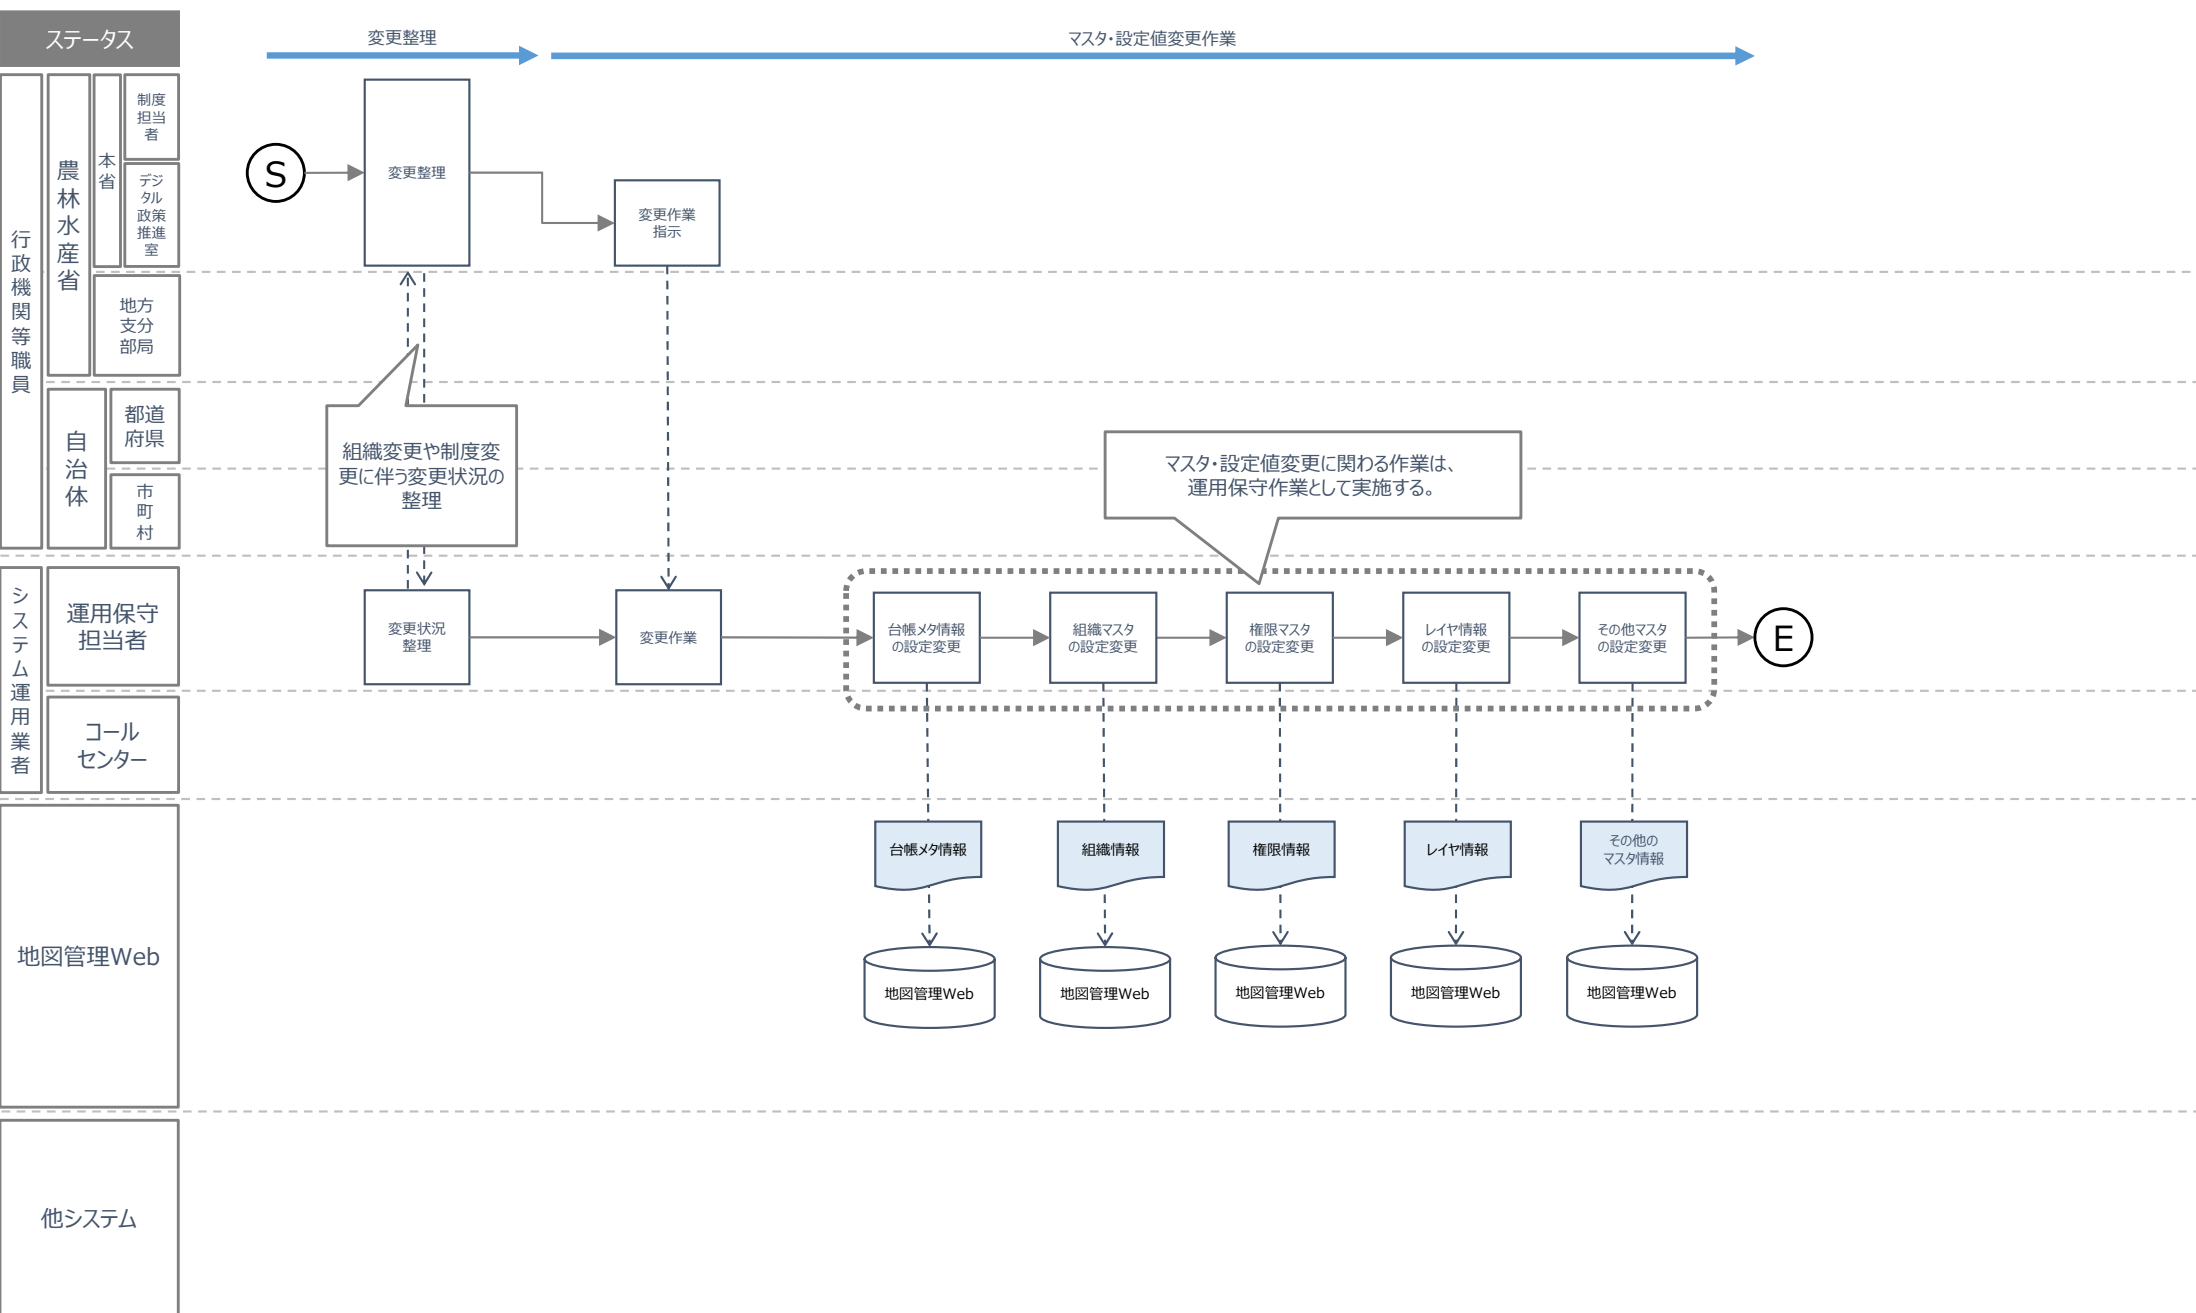 ステータス
変更整理
マスタ・設定値変更作業
行政機関等職員
農林水産省
本省
制度
担当
者
デジ
タル
政策
推進
室
地方
支分
部局
自治体
都道
府県
市
町
村
S
変更整理
変更作業
指示
組織変更や制度変
更に伴う変更状況の
整理
マスタ・設定値変更に関わる作業は、
運用保守作業として実施する。
システム運用業者
運用保守
担当者
コール
センター
変更状況
整理
変更作業
台帳メタ情報
の設定変更
組織マスタ
の設定変更
権限マスタ
の設定変更
レイヤ情報
の設定変更
その他マスタ
の設定変更
E
地図管理Web
台帳メタ情報
組織情報
権限情報
レイヤ情報
その他の
マスタ情報
地図管理Web
地図管理Web
地図管理Web
地図管理Web
地図管理Web
他システム